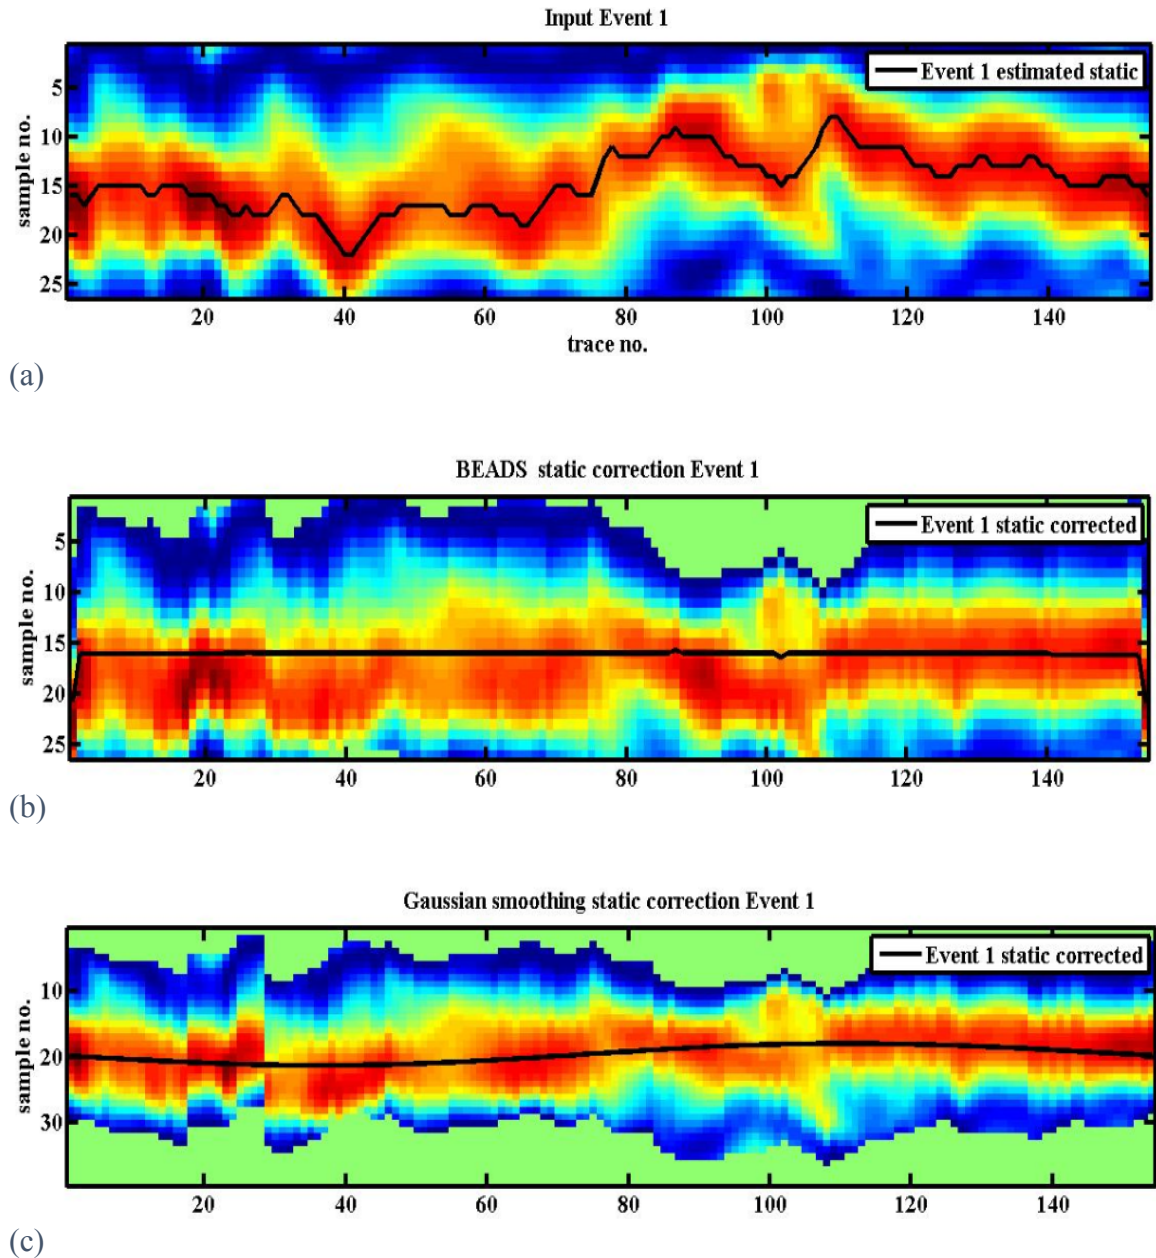 Input Event 1
Event 1 estimated static
sample no.
5
10
15
20
25
20 40 60 80 100 120 140
trace no.
(a)
BEADS static correction Event 1
Event 1 static corrected
sample no.
5
10
15
20
25
20 40 60 80 100 120 140
(b)
Gaussian smoothing static correction Event 1
Event 1 static corrected
sample no.
10
20
30
20 40 60 80 100 120 140
(c)